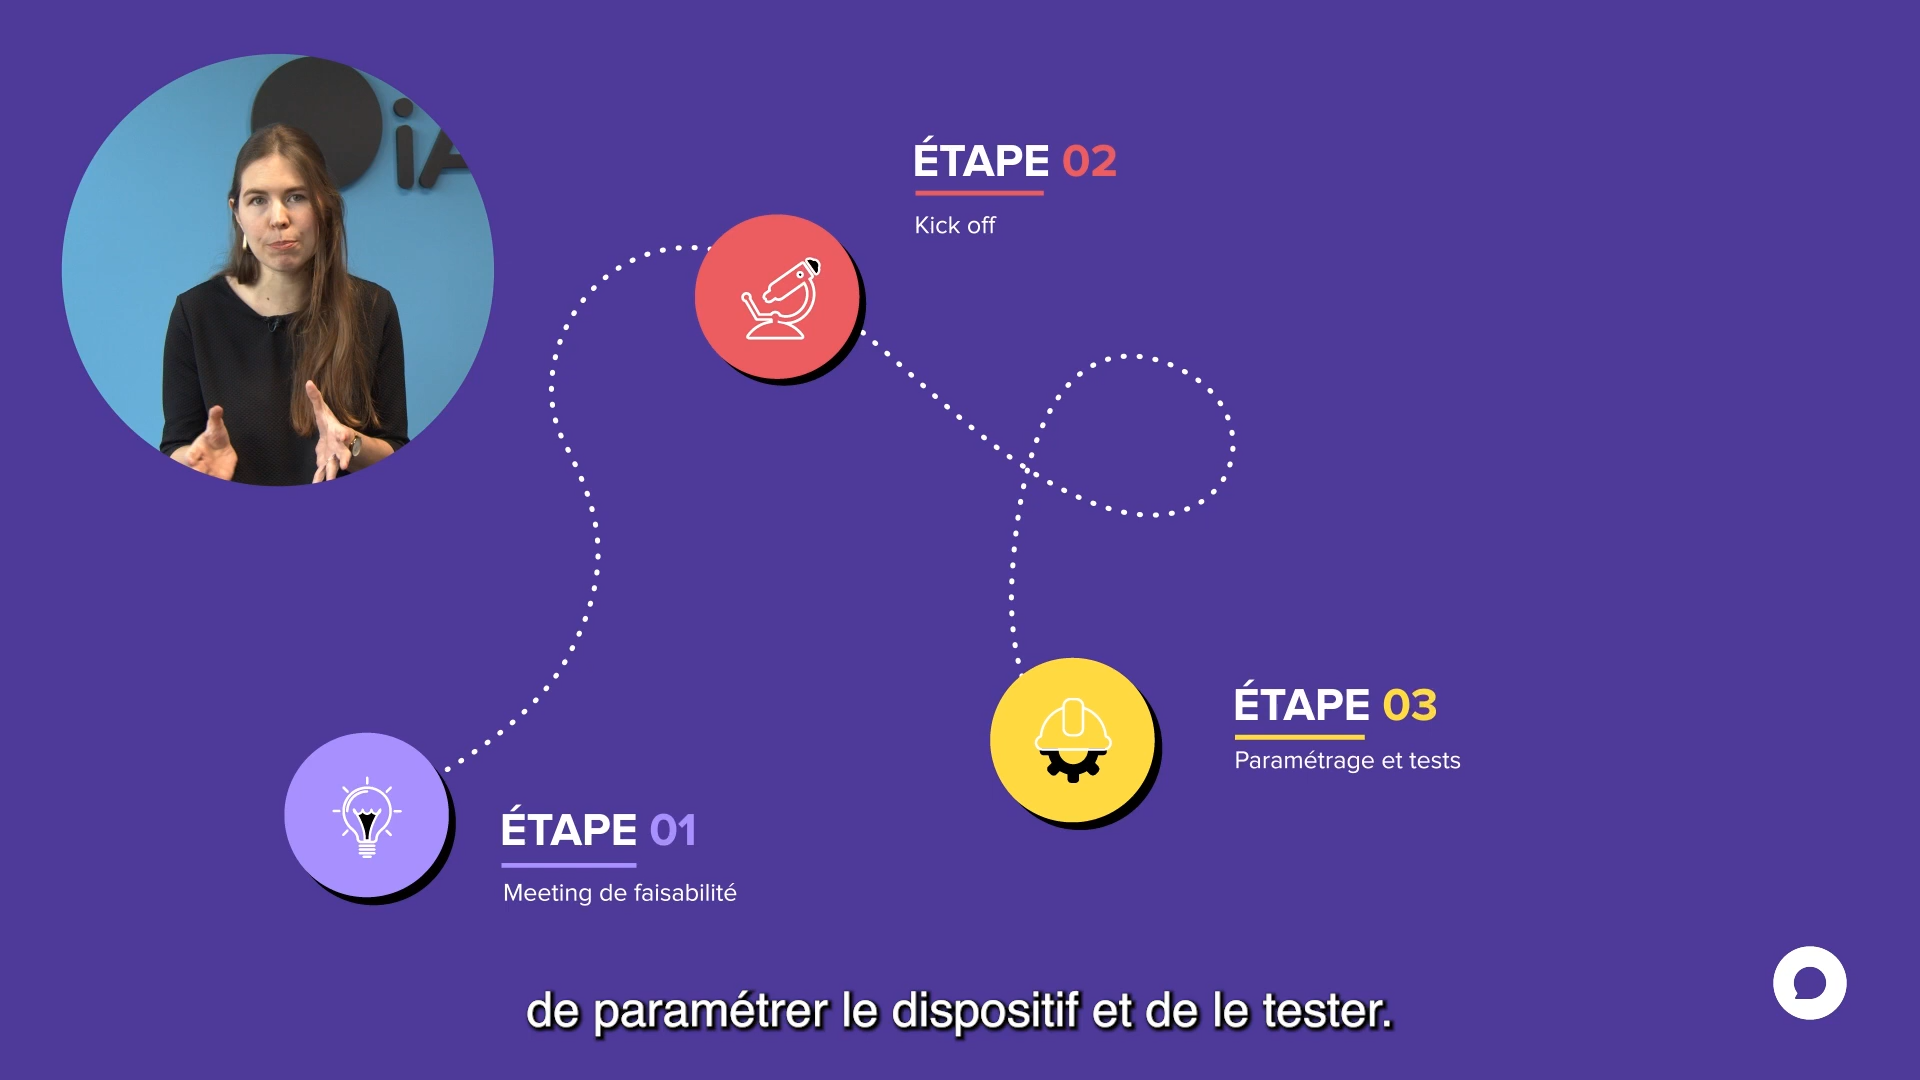 iA
ÉTAPE 02
Kick off
ÉTAPE 03
Paramétrage et tests
ÉTAPE 01
Meeting de faisabilité
de paramétrer le dispositif et de le tester.